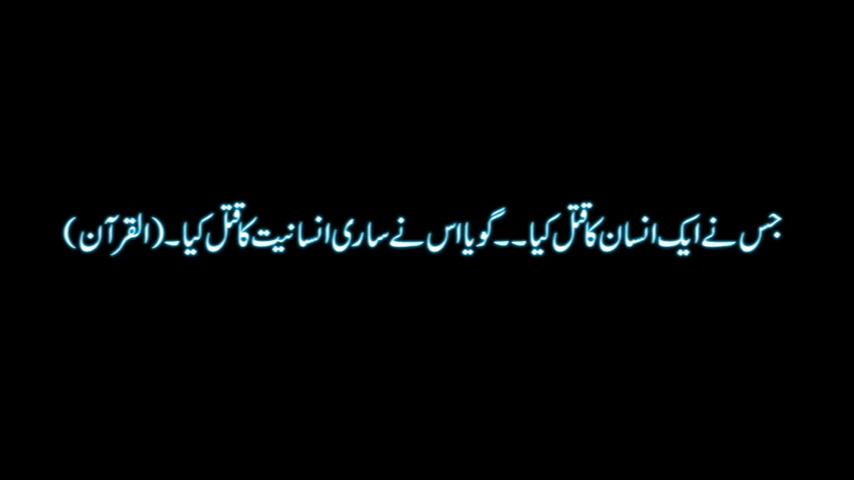 جس نے ایک انسان کا قتل کیا۔۔گویا اس نے ساری انسانیت کا قتل کیا۔(القرآن)